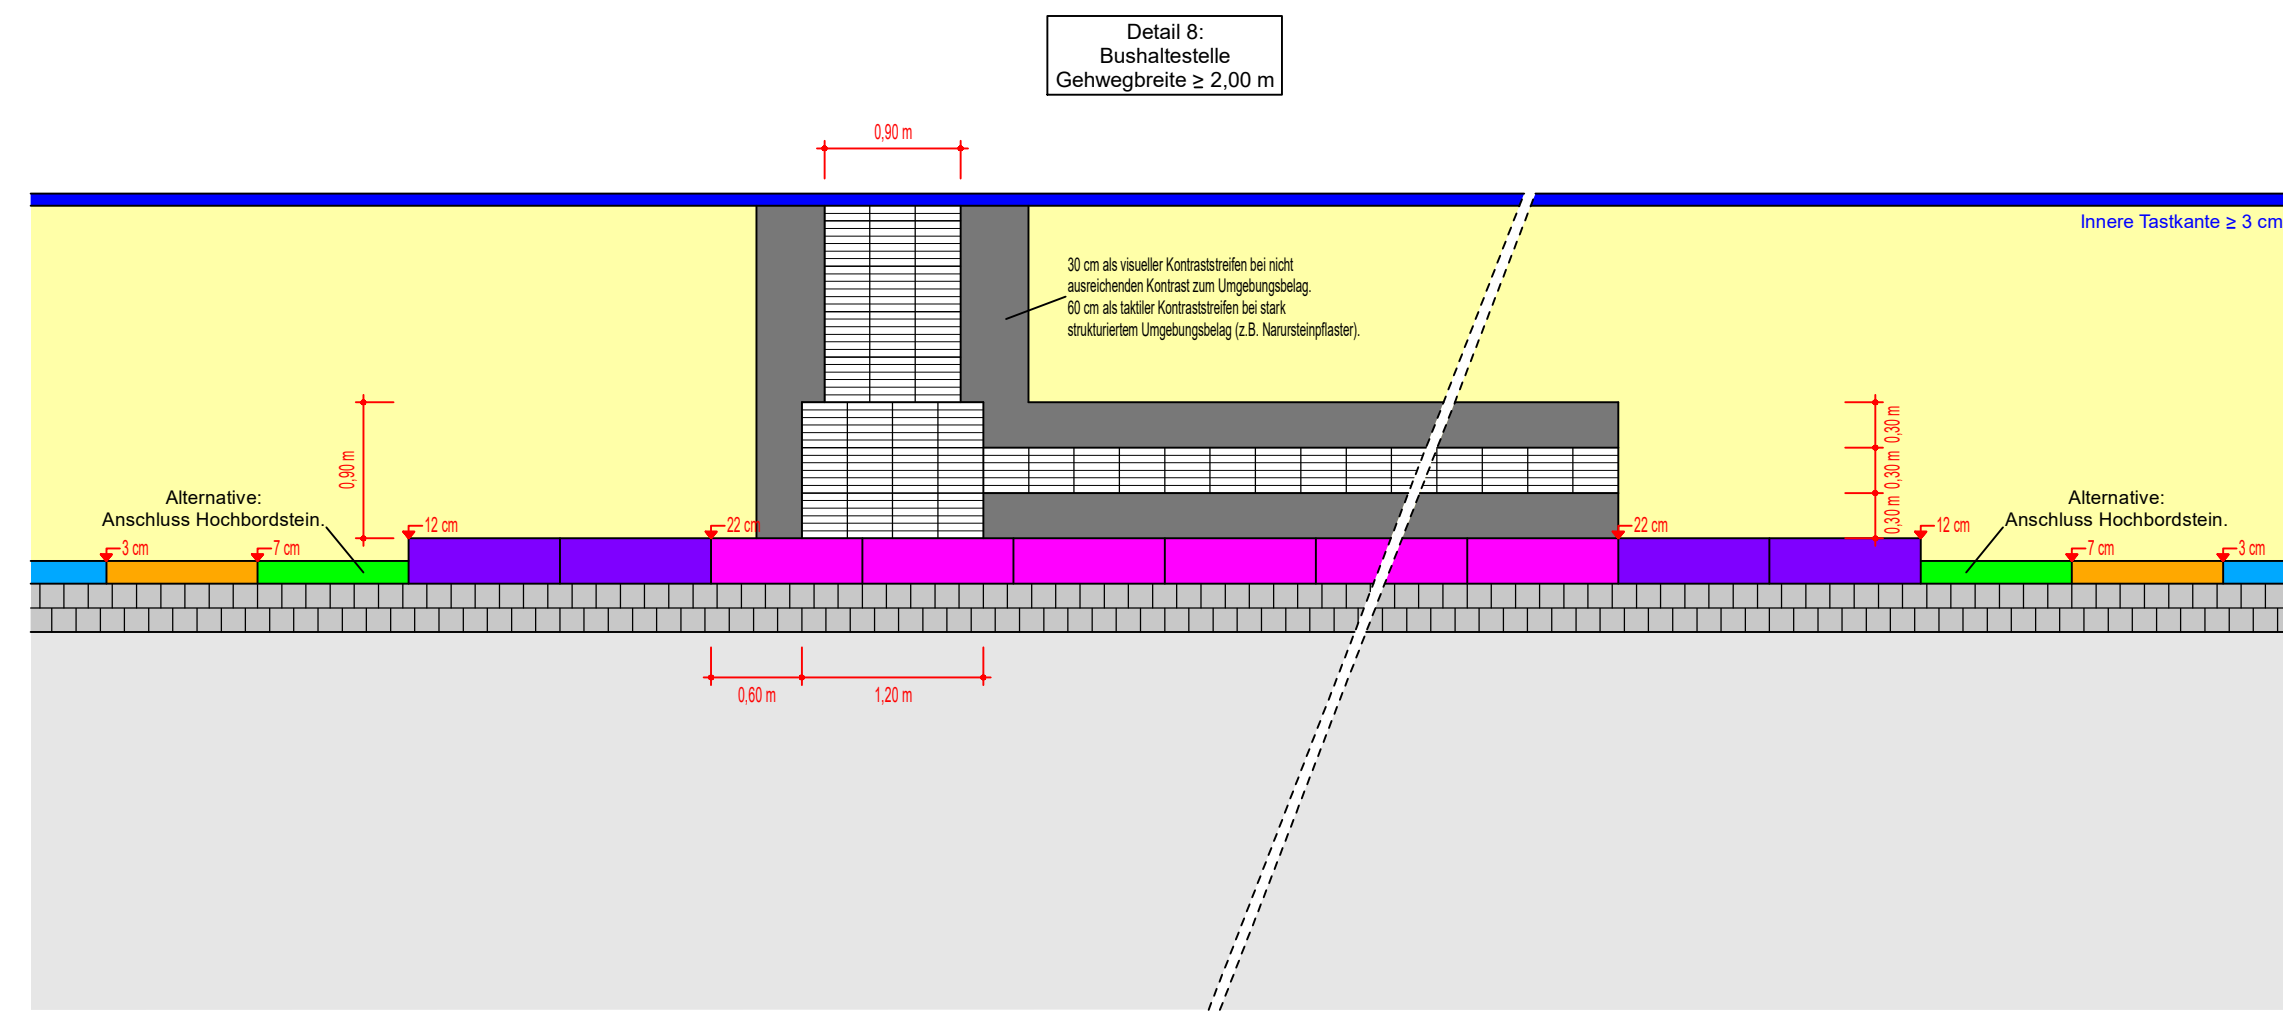 Detail 8:
Bushaltestelle
Gehwegbreite ≥ 2,00 m
0,90 m
Innere Tastkante ≥ 3 cm
30 cm als visueller Kontraststreifen bei nicht
ausreichenden Kontrast zum Umgebungsbelag.
60 cm als taktiler Kontraststreifen bei stark
strukturiertem Umgebungsbelag (z.B. Narursteinpflaster).
0,90 m
0,30 m
0,30 m
0,30 m
Alternative:
Anschluss Hochbordstein.
Alternative:
Anschluss Hochbordstein.
3 cm
7 cm
12 cm
22 cm
22 cm
12 cm
7 cm
3 cm
0,60 m
1,20 m